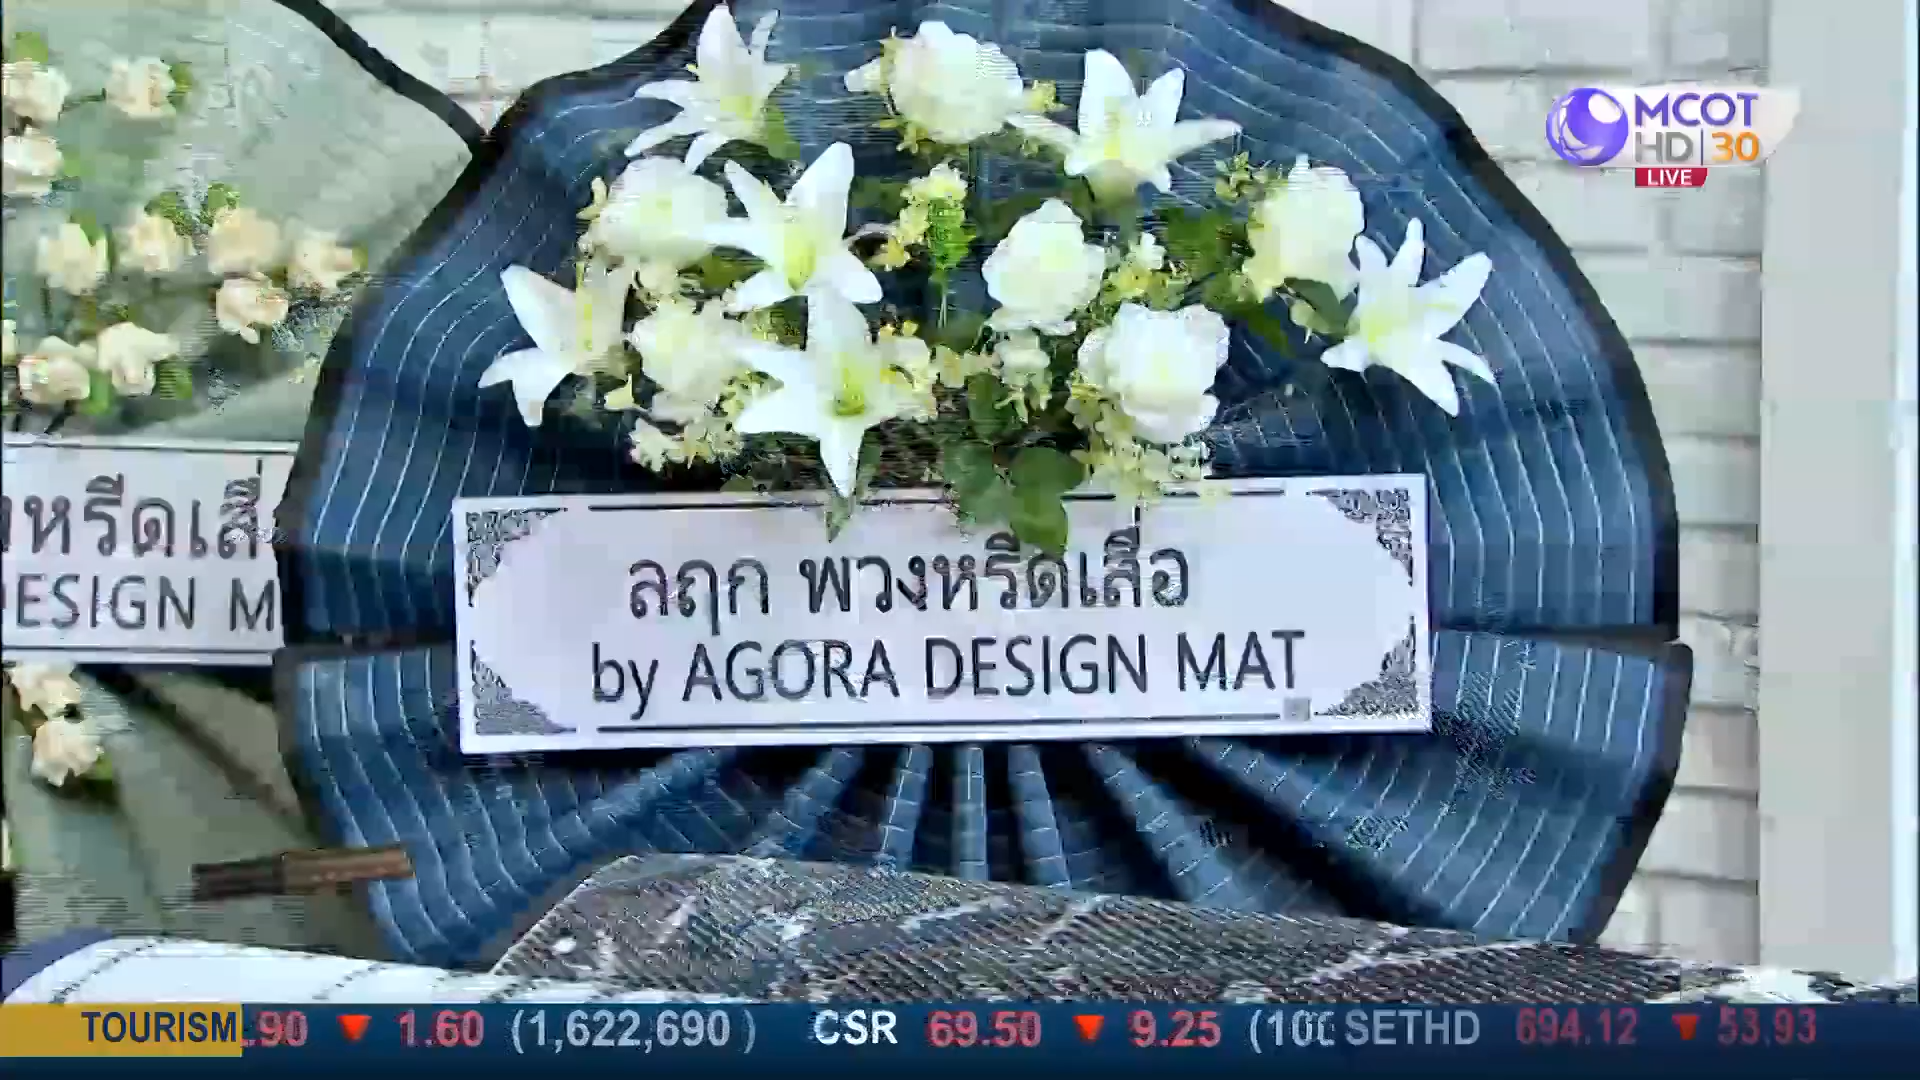 MCOT
HD 30
LIVE
หรีดเสื่
ESIGN M
ลฤก พวงหรีดเสื่อ
by AGORA DESIGN MAT
TOURISM .90 ▼ 1.60 (1,622,690 ) CSR 69.50 ▼ 9.25 (100 SETHD 694.12 ▼ 53.93